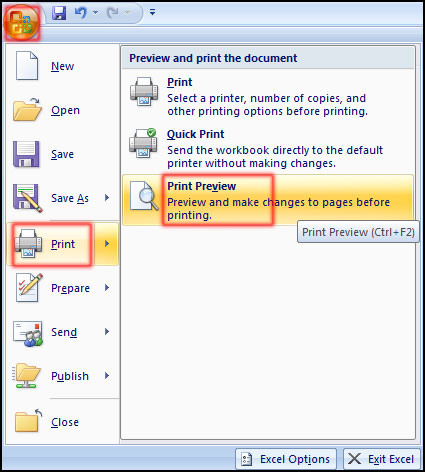 New
Open
Save
Save As
Print
Prepare
Send
Publish
Close
Preview and print the document
Print
Select a printer, number of copies, and
other printing options before printing.
Quick Print
Send the workbook directly to the default
printer without making changes.
Print Preview
Preview and make changes to pages before
printing.
Print Preview (Ctrl+F2)
Excel Options
Exit Excel